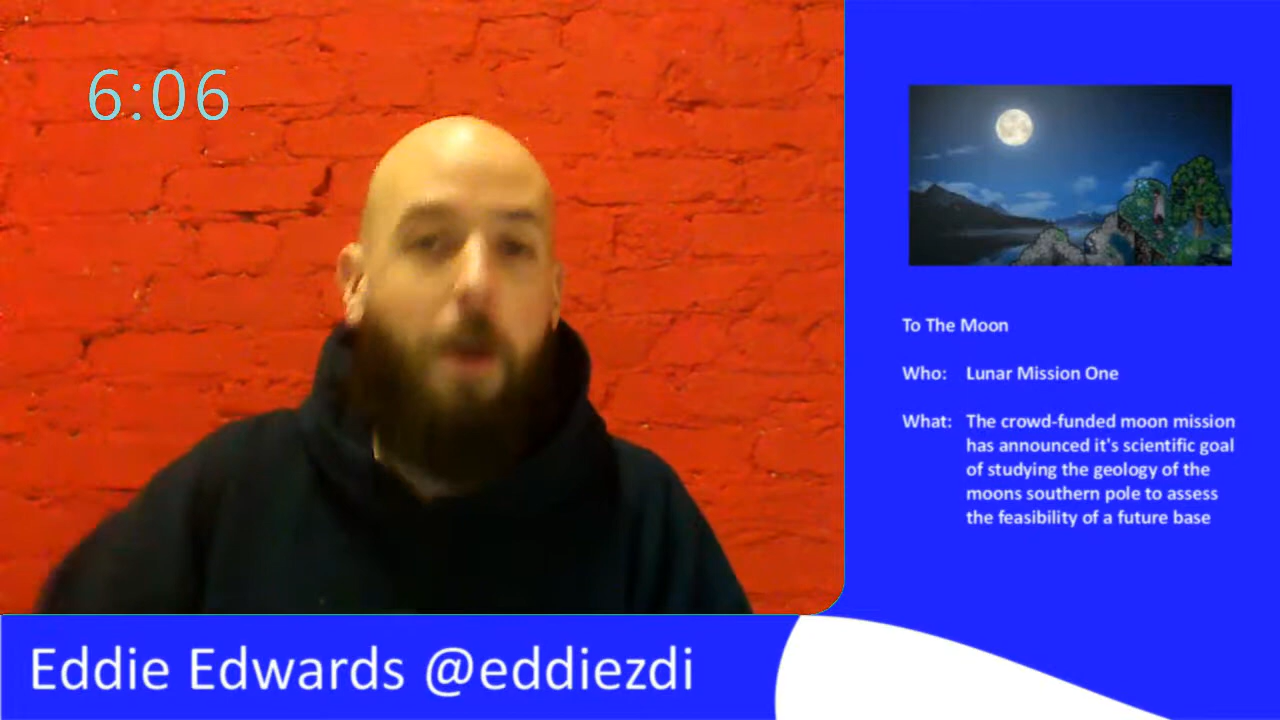 6:06
To The Moon
Who: Lunar Mission One
What: The crowd-funded moon mission
has announced it's scientific goal
of studying the geology of the
moons southern pole to assess
the feasibility of a future base
Eddie Edwards @eddiezdi